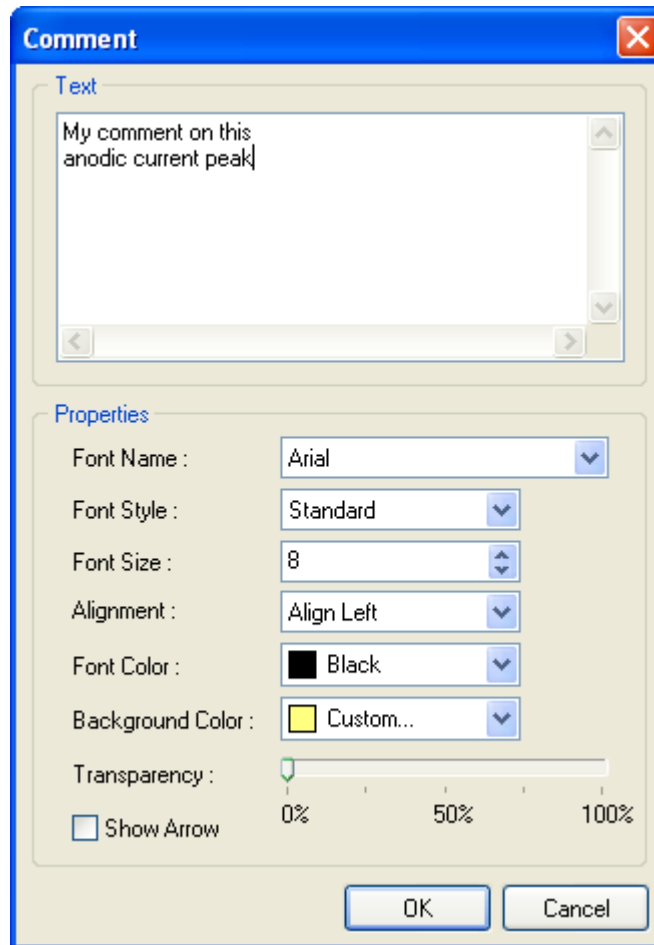 Comment
Text
My comment on this
anodic current peak
Properties
Font Name : Arial
Font Style : Standard
Font Size : 8
Alignment : Align Left
Font Color : Black
Background Color : Custom...
Transparency :
0% 50% 100%
Show Arrow
OK Cancel